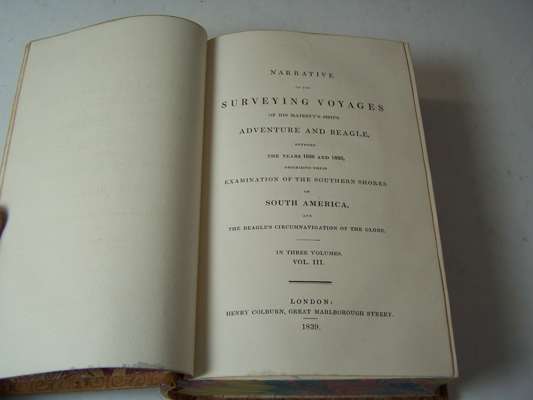 NARRATIVE
OF THE
SURVEYING VOYAGES
OF HIS MAJESTY'S SHIPS
ADVENTURE AND BEAGLE,
BETWEEN
THE YEARS 1826 AND 1836,
DESCRIBING THEIR
EXAMINATION OF THE SOUTHERN SHORES
OF
SOUTH AMERICA,
AND
THE BEAGLE'S CIRCUMNAVIGATION OF THE GLOBE.
IN THREE VOLUMES.
VOL. III.
LONDON:
HENRY COLBURN, GREAT MARLBOROUGH STREET.
1839.